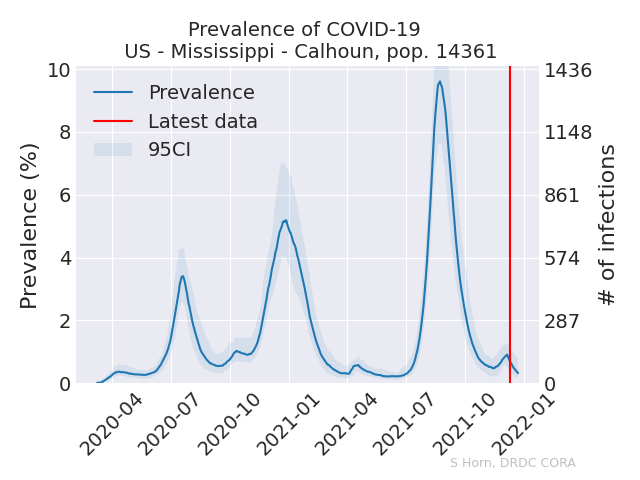 Prevalence of COVID-19
US - Mississippi - Calhoun, pop. 14361
Prevalence (%)
10
8
6
4
2
0
Prevalence
Latest data
95CI
1436
1148
861
574
287
0
# of infections
2020-04
2020-07
2020-10
2021-01
2021-04
2021-07
2021-10
2022-01
S Horn, DRDC CORA